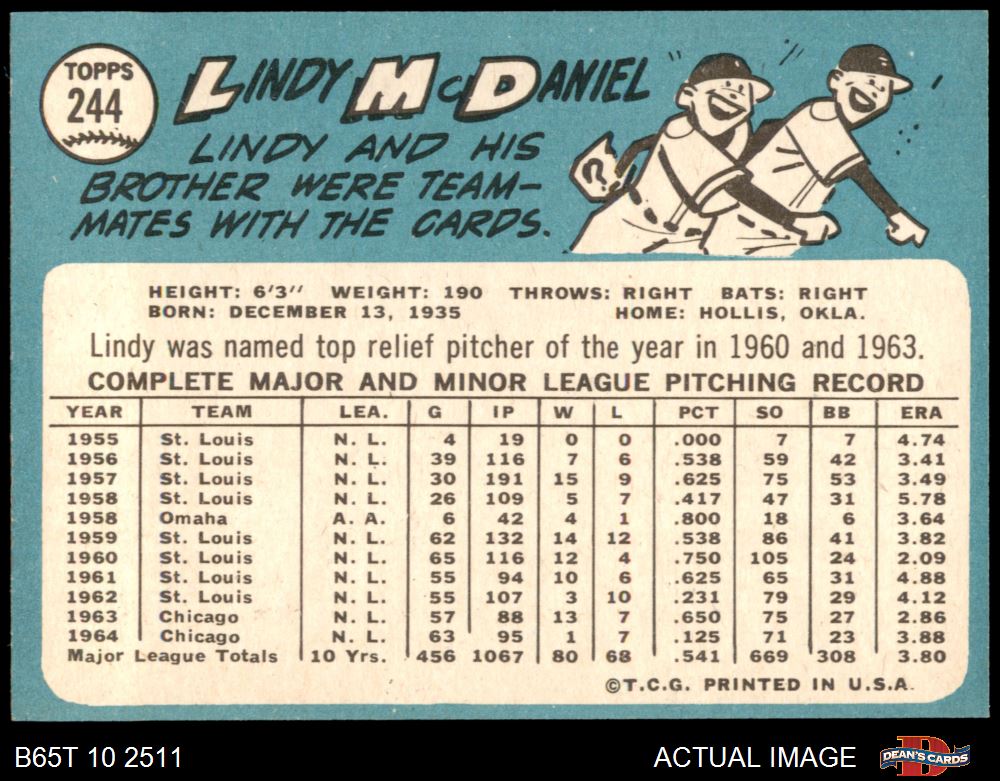 TOPPS
244
LINDY McDANIEL
LINDY AND HIS
BROTHER WERE TEAM-
MATES WITH THE CARDS.
?
HEIGHT: 6'3" WEIGHT: 190 THROWS: RIGHT BATS: RIGHT
BORN: DECEMBER 13, 1935 HOME: HOLLIS, OKLA.
Lindy was named top relief pitcher of the year in 1960 and 1963.
COMPLETE MAJOR AND MINOR LEAGUE PITCHING RECORD
YEAR TEAM LEA. G IP W L PCT SO BB ERA
1955 St. Louis N. L. 4 19 0 0 .000 7 7 4.74
1956 St. Louis N. L. 39 116 7 6 .538 59 42 3.41
1957 St. Louis N. L. 30 191 15 9 .625 75 53 3.49
1958 St. Louis N. L. 26 109 5 7 .417 47 31 5.78
1958 Omaha A. A. 6 42 4 1 .800 18 6 3.64
1959 St. Louis N. L. 62 132 14 12 .538 86 41 3.82
1960 St. Louis N. L. 65 116 12 4 .750 105 24 2.09
1961 St. Louis N. L. 55 94 10 6 .625 65 31 4.88
1962 St. Louis N. L. 55 107 3 10 .231 79 29 4.12
1963 Chicago N. L. 57 88 13 7 .650 75 27 2.86
1964 Chicago N. L. 63 95 1 7 .125 71 23 3.88
Major League Totals 10 Yrs. 456 1067 80 68 .541 669 308 3.80
©T.C.G. PRINTED IN U.S.A.
B65T 10 2511 ACTUAL IMAGE DEAN'S CARDS